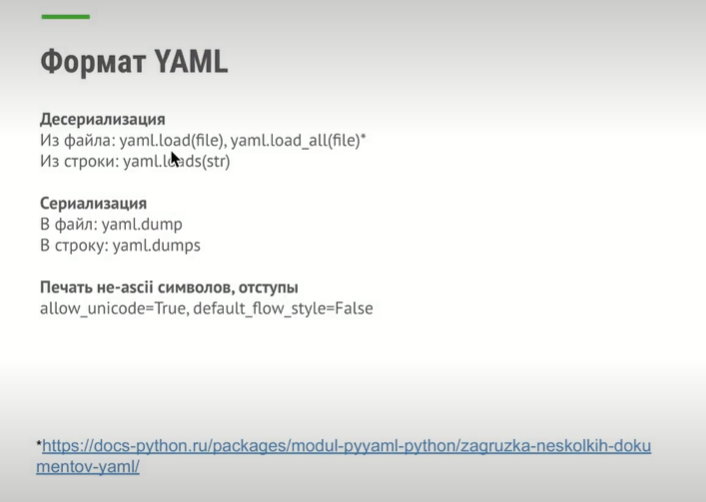 Формат YAML
Десериализация
Из файла: yaml.load(file), yaml.load_all(file)*
Из строки: yaml.loads(str)
Сериализация
В файл: yaml.dump
В строку: yaml.dumps
Печать не-ascii символов, отступы
allow_unicode=True, default_flow_style=False
*https://docs-python.ru/packages/modul-pyyaml-python/zagruzka-neskolkih-doku
mentov-yaml/